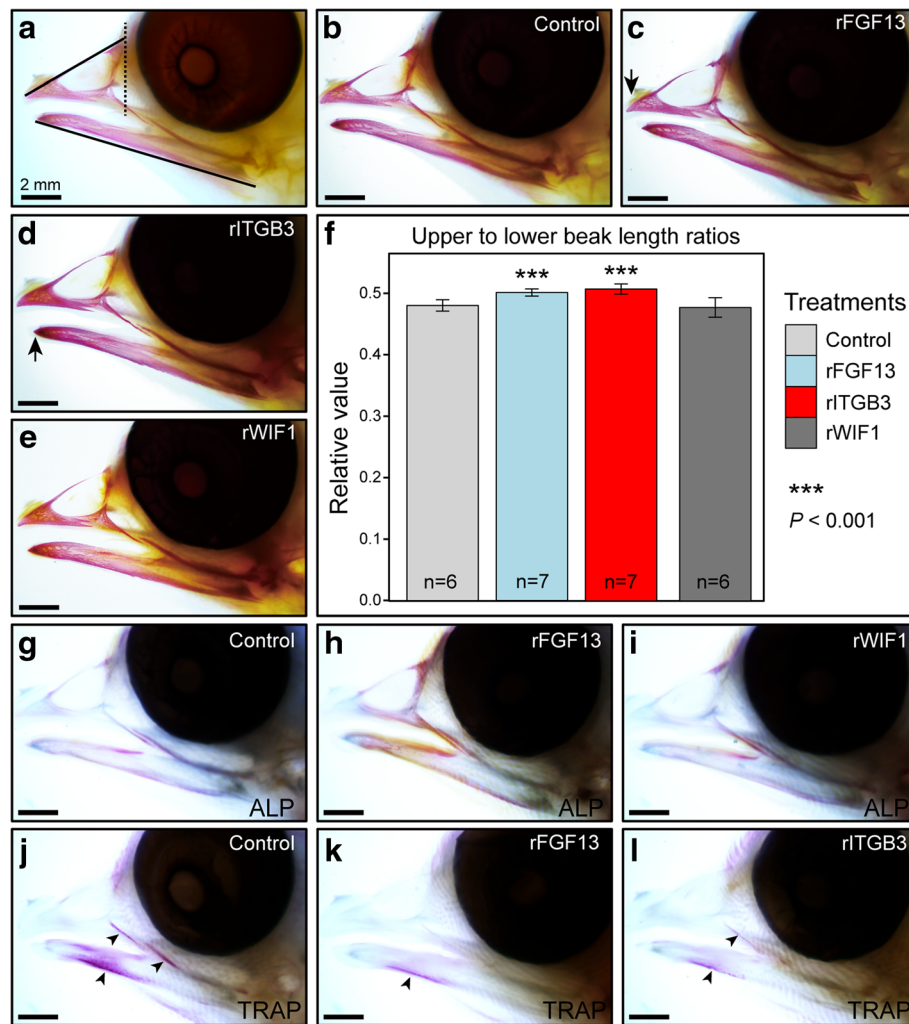 a
2 mm
b
Control
c
rFGF13
d
rITGB3
e
rWIF1
f
Upper to lower beak length ratios
Relative value
0.5
0.4
0.3
0.2
0.1
0.0
***
***
n=6
n=7
n=7
n=6
Treatments
Control
rFGF13
rITGB3
rWIF1
***
P < 0.001
g
Control
ALP
h
rFGF13
ALP
i
rWIF1
ALP
j
Control
TRAP
k
rFGF13
TRAP
l
rITGB3
TRAP